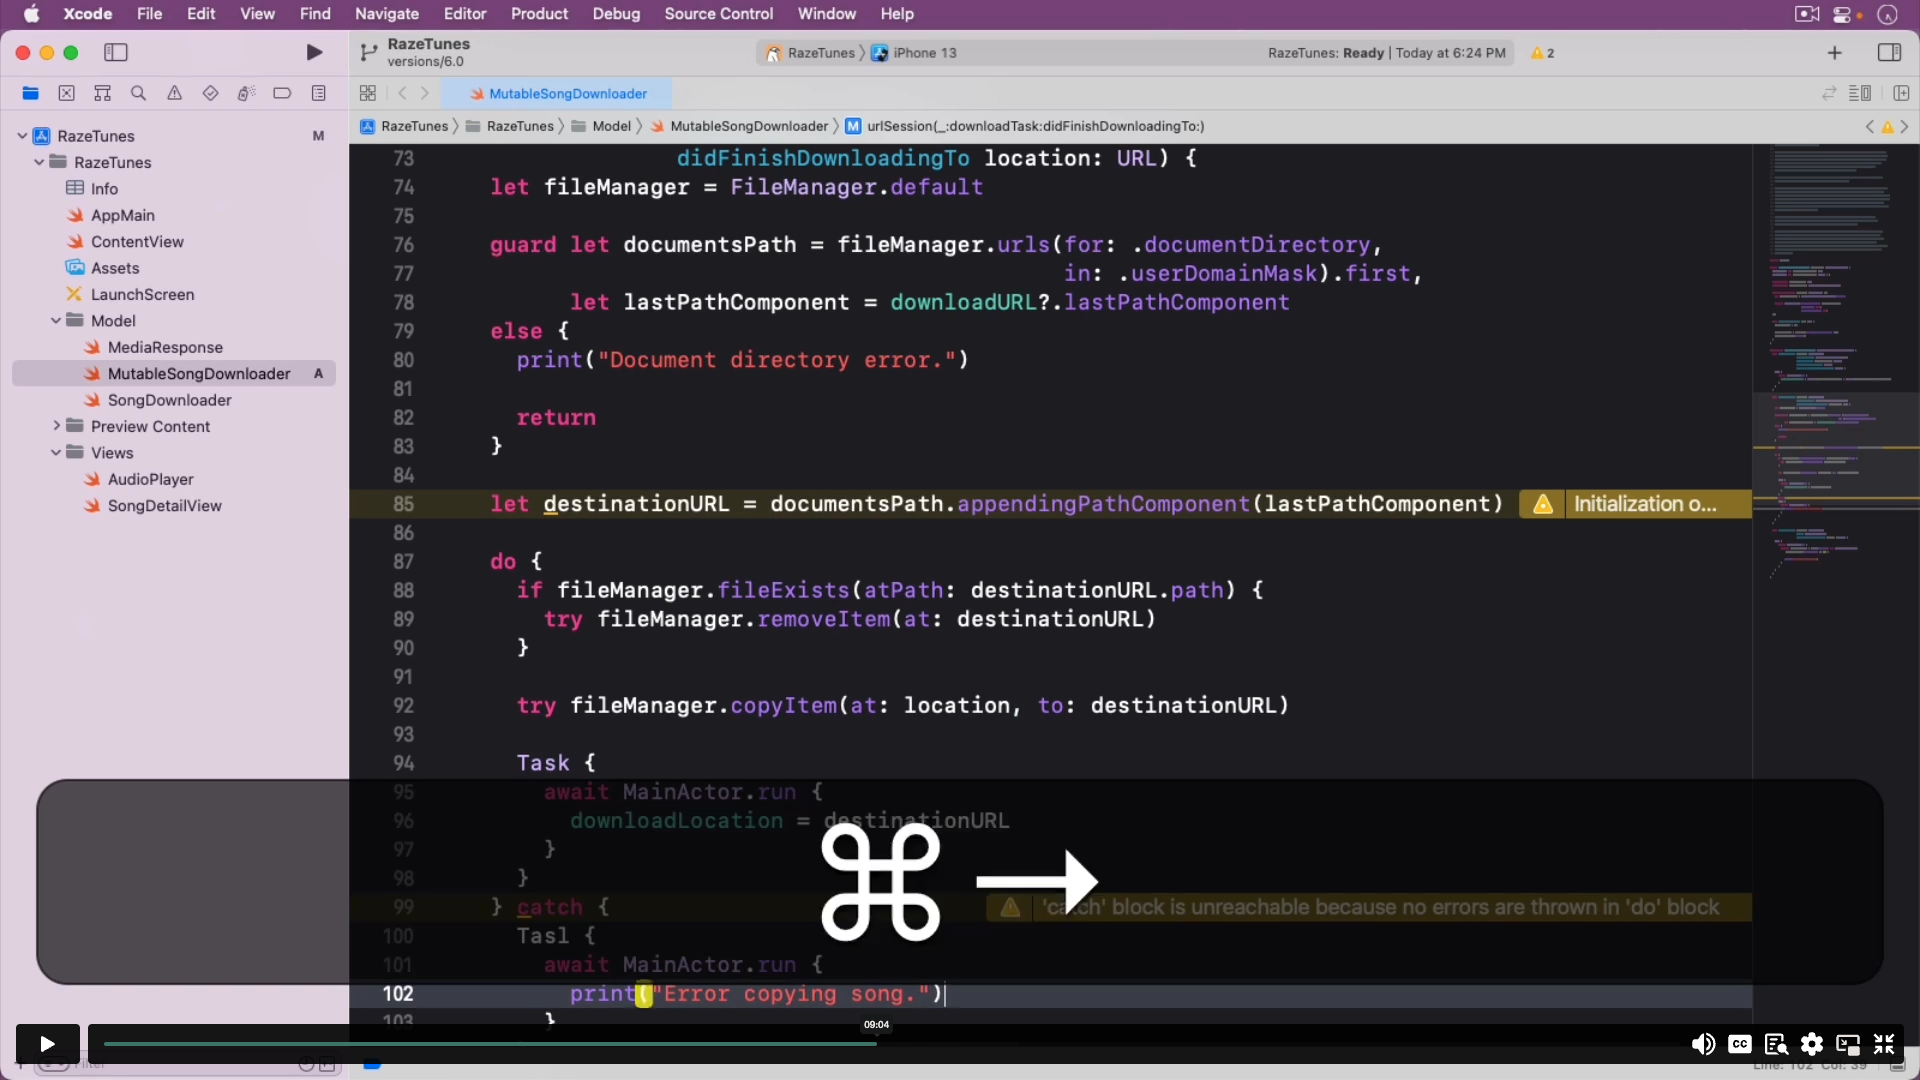 Xcode File Edit View Find Navigate Editor Product Debug Source Control Window Help
RazeTunes
versions/6.0
RazeTunes iPhone 13
RazeTunes: Ready | Today at 6:24 PM
2
MutableSongDownloader
RazeTunes RazeTunes Model MutableSongDownloader M urlSession(_:downloadTask:didFinishDownloadingTo:)
RazeTunes M
RazeTunes
Info
AppMain
ContentView
Assets
LaunchScreen
Model
MediaResponse
MutableSongDownloader A
SongDownloader
Preview Content
Views
AudioPlayer
SongDetailView
73 didFinishDownloadingTo location: URL) {
74 let fileManager = FileManager.default
75
76 guard let documentsPath = fileManager.urls(for: .documentDirectory,
77 in: .userDomainMask).first,
78 let lastPathComponent = downloadURL?.lastPathComponent
79 else {
80 print("Document directory error.")
81
82 return
83 }
84
85 let destinationURL = documentsPath.appendingPathComponent(lastPathComponent) Initialization o...
86
87 do {
88 if fileManager.fileExists(atPath: destinationURL.path) {
89 try fileManager.removeItem(at: destinationURL)
90 }
91
92 try fileManager.copyItem(at: location, to: destinationURL)
93
94 Task {
95 await MainActor.run {
96 downloadLocation = destinationURL
97 }
98 }
99 } catch { 'catch' block is unreachable because no errors are thrown in 'do' block
100 Tasl {
101 await MainActor.run {
102 print("Error copying song.")
103 }
⌘ →
09:04
CC
Filter
Line: 102 Col: 39